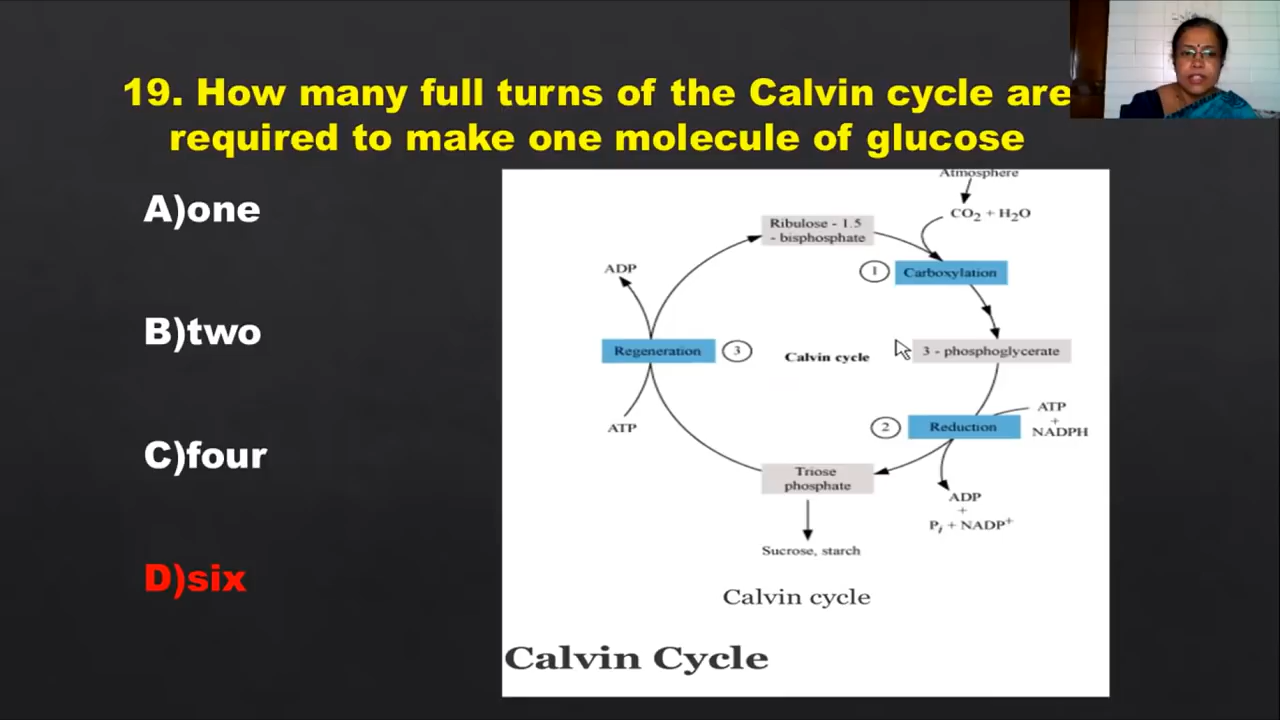 19. How many full turns of the Calvin cycle are
required to make one molecule of glucose
A)one
B)two
C)four
D)six
Atmosphere
CO₂ + H₂O
Ribulose - 1.5
- bisphosphate
ADP
1
Carboxylation
Regeneration
3
Calvin cycle
3 - phosphoglycerate
ATP
+
NADPH
ATP
2
Reduction
Triose
phosphate
ADP
+
Pᵢ + NADP⁺
Sucrose, starch
Calvin cycle
Calvin Cycle